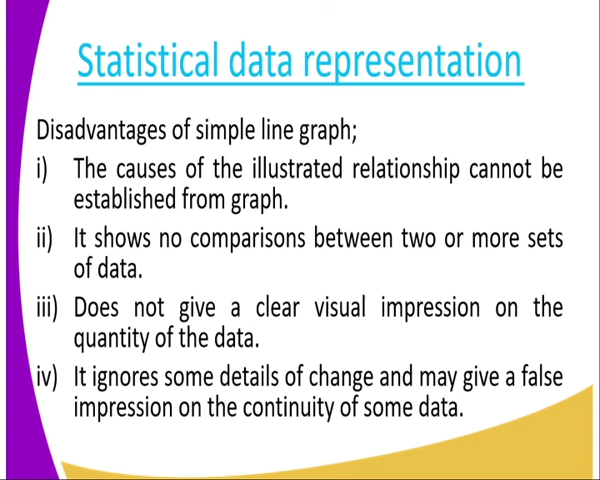 Statistical data representation
Disadvantages of simple line graph;
i) The causes of the illustrated relationship cannot be
established from graph.
ii) It shows no comparisons between two or more sets
of data.
iii) Does not give a clear visual impression on the
quantity of the data.
iv) It ignores some details of change and may give a false
impression on the continuity of some data.